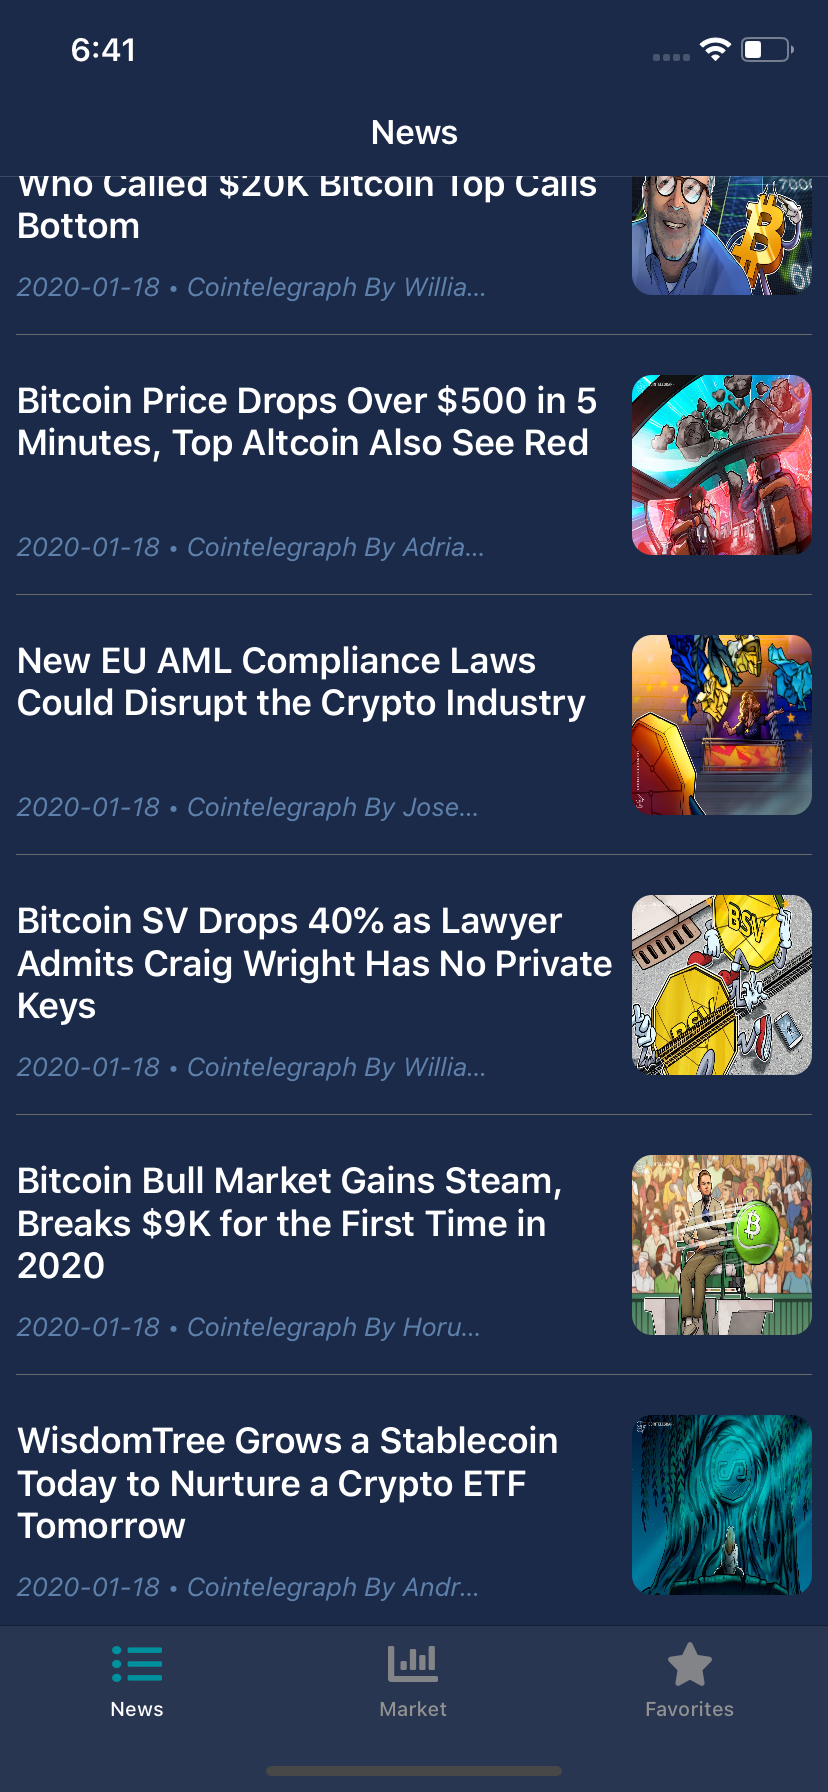 6:41
News
Who Called $20K Bitcoin Top Calls
Bottom
2020-01-18 • Cointelegraph By Willia...
Bitcoin Price Drops Over $500 in 5
Minutes, Top Altcoin Also See Red
2020-01-18 • Cointelegraph By Adria...
New EU AML Compliance Laws
Could Disrupt the Crypto Industry
2020-01-18 • Cointelegraph By Jose...
Bitcoin SV Drops 40% as Lawyer
Admits Craig Wright Has No Private
Keys
BSV
BSV
2020-01-18 • Cointelegraph By Willia...
Bitcoin Bull Market Gains Steam,
Breaks $9K for the First Time in
2020
2020-01-18 • Cointelegraph By Horu...
WisdomTree Grows a Stablecoin
Today to Nurture a Crypto ETF
Tomorrow
2020-01-18 • Cointelegraph By Andr...
News
Market
Favorites